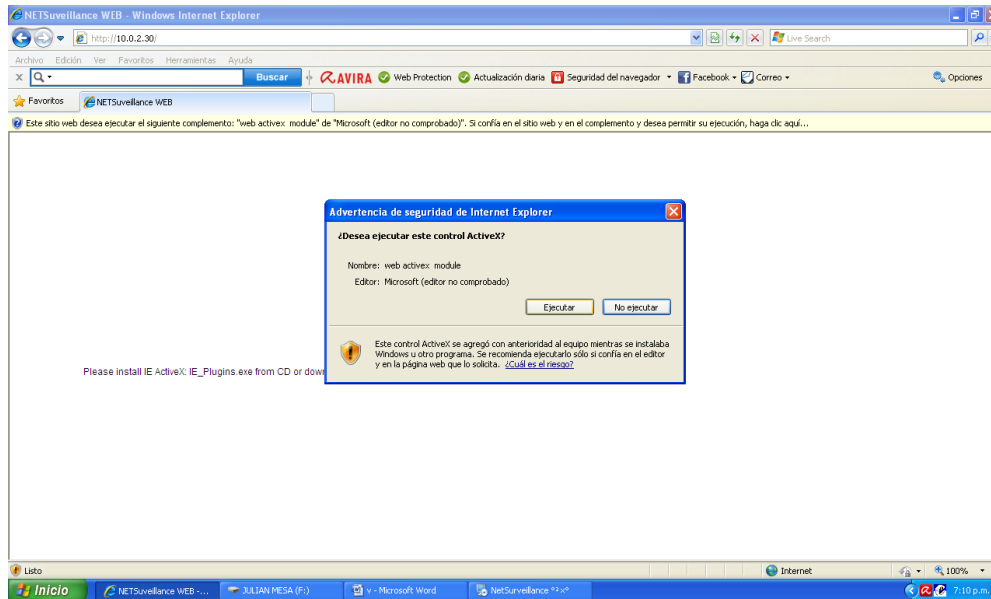 NETSuveillance WEB - Windows Internet Explorer
http://10.0.2.30/
Live Search
Archivo Edición Ver Favoritos Herramientas Ayuda
Buscar AVIRA Web Protection Actualización diaria Seguridad del navegador Facebook Correo Opciones
Favoritos NETSuveillance WEB
Este sitio web desea ejecutar el siguiente complemento: "web activex module" de "Microsoft (editor no comprobado)". Si confía en el sitio web y en el complemento y desea permitir su ejecución, haga clic aquí...
Advertencia de seguridad de Internet Explorer
¿Desea ejecutar este control ActiveX?
Nombre: web activex module
Editor: Microsoft (editor no comprobado)
Ejecutar No ejecutar
Este control ActiveX se agregó con anterioridad al equipo mientras se instalaba
Windows u otro programa. Se recomienda ejecutarlo sólo si confía en el editor
y en la página web que lo solicita. ¿Cuál es el riesgo?
Please install IE ActiveX: IE_Plugins.exe from CD or down
Listo Internet 100%
Inicio NETSuveillance WEB -... JULIAN MESA (F:) v - Microsoft Word NetSurveillance 7:10 p.m.